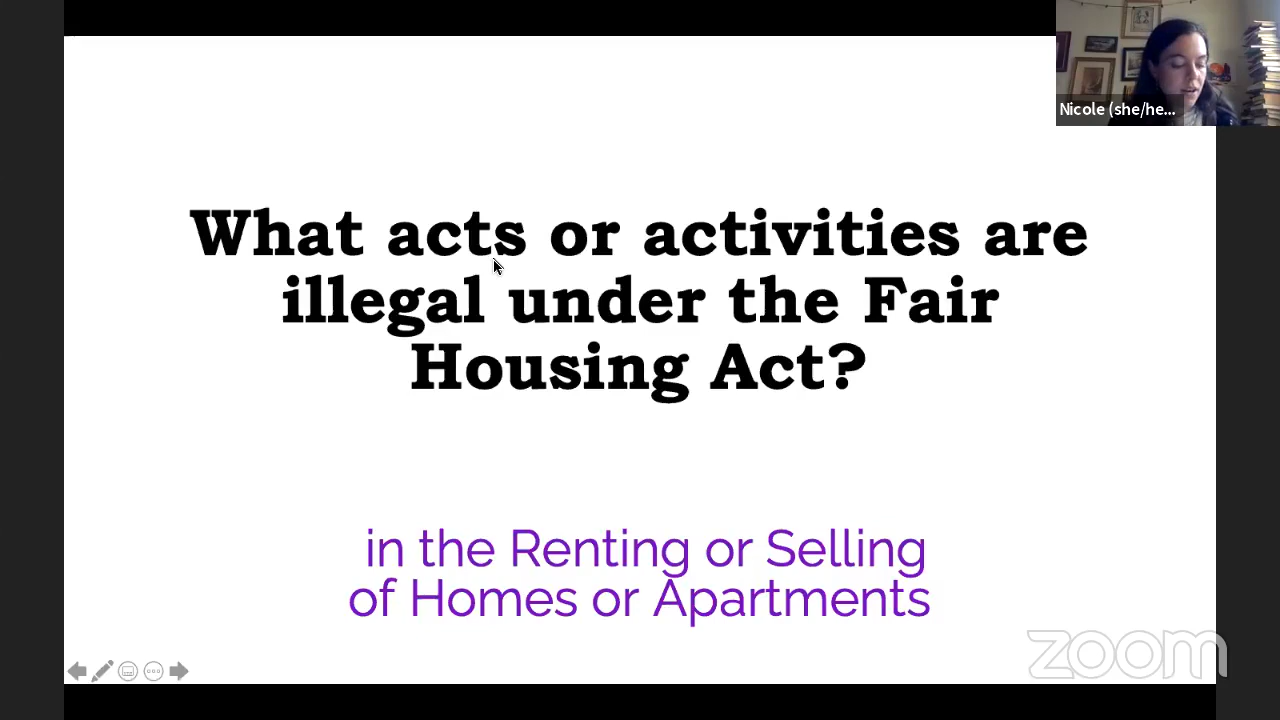 Nicole (she/he...
What acts or activities are
illegal under the Fair
Housing Act?
in the Renting or Selling
of Homes or Apartments
zoom